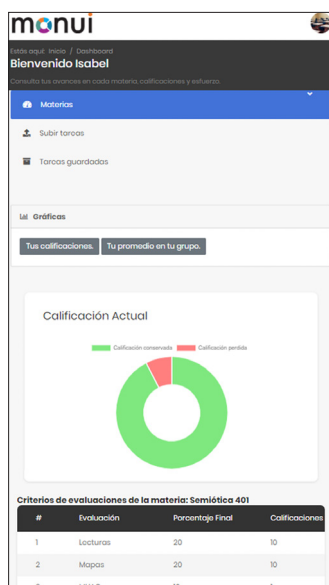 monui
Estás aquí: Inicio / Dashboard
Bienvenido Isabel
Consulta tus avances en cada materia, calificaciones y esfuerzo.
Materias
Subir tareas
Tareas guardadas
Gráficas
Tus calificaciones. Tu promedio en tu grupo.
Calificación Actual
Calificación conservada Calificación perdida
Criterios de evaluaciones de la materia: Semiótica 401
# Evaluación Porcentaje Final Calificaciones
1 Lecturas 20 10
2 Mapas 20 10